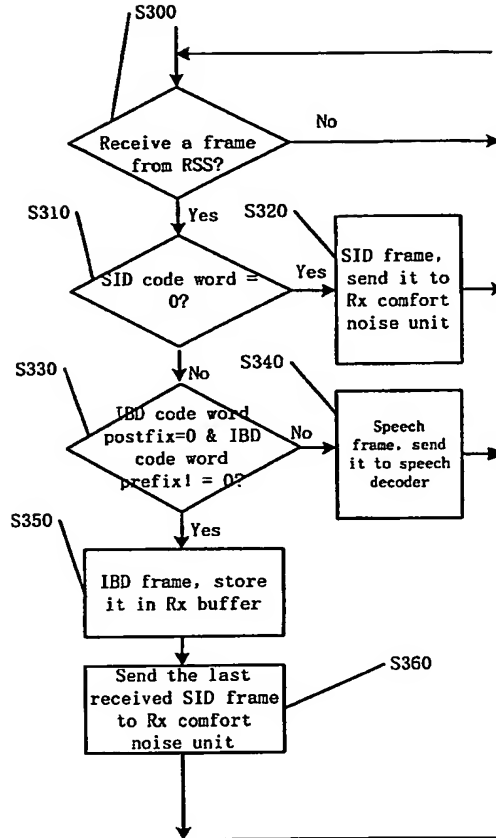 S300
Receive a frame
from RSS?
No
Yes
S310
SID code word =
0?
Yes
S320
SID frame,
send it to
Rx comfort
noise unit
No
S330
IBD code word
postfix=0 & IBD
code word
prefix! = 0?
No
S340
Speech
frame, send
it to speech
decoder
Yes
S350
IBD frame, store
it in Rx buffer
Send the last
received SID frame
to Rx comfort
noise unit
S360